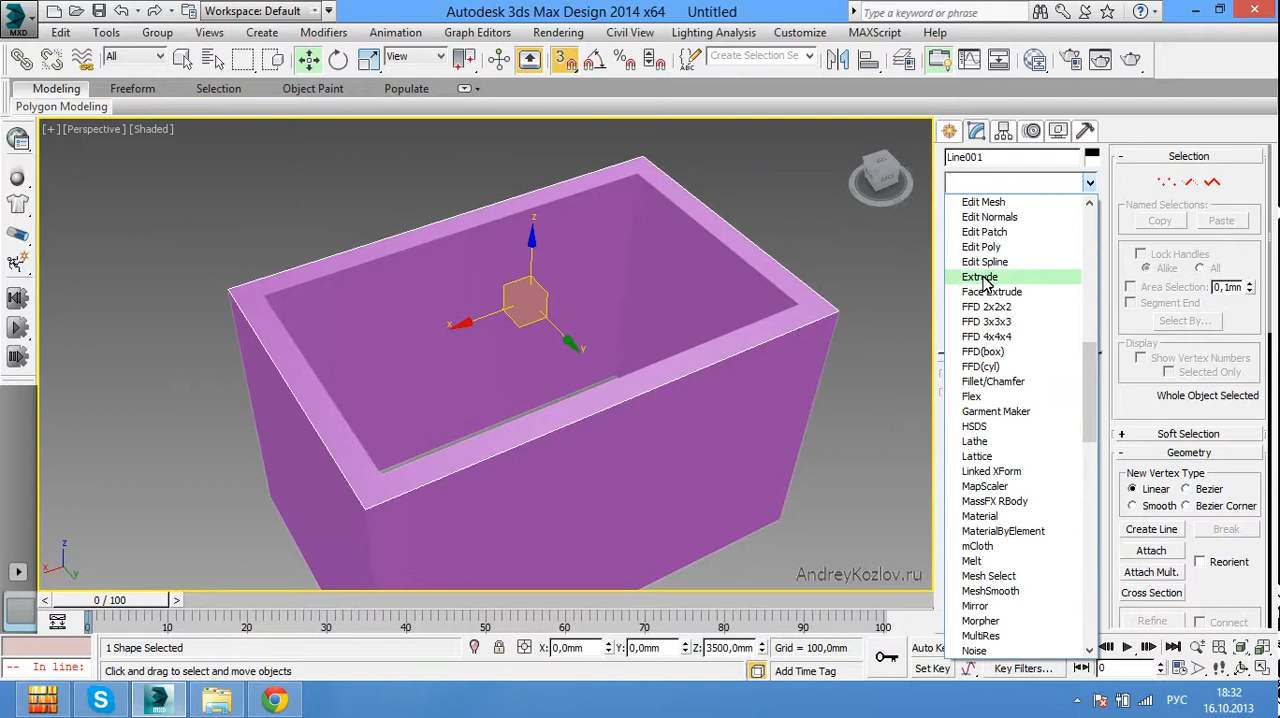 Workspace: Default
Autodesk 3ds Max Design 2014 x64 Untitled
Type a keyword or phrase
MXD
Edit Tools Group Views Create Modifiers Animation Graph Editors Rendering Civil View Lighting Analysis Customize MAXScript Help
All View 3 Create Selection Se
Modeling Freeform Selection Object Paint Populate
Polygon Modeling
[+] [Perspective] [Shaded]
z
x
y
z
x
y
AndreyKozlov.ru
Line001
Edit Mesh
Edit Normals
Edit Patch
Edit Poly
Edit Spline
Extrude
Face Extrude
FFD 2x2x2
FFD 3x3x3
FFD 4x4x4
FFD(box)
FFD(cyl)
Fillet/Chamfer
Flex
Garment Maker
HSDS
Lathe
Lattice
Linked XForm
MapScaler
MassFX RBody
Material
MaterialByElement
mCloth
Melt
Mesh Select
MeshSmooth
Mirror
Morpher
MultiRes
Noise
- Selection
Named Selections:
Copy Paste
Lock Handles
Alike All
Area Selection: 0,1mm
Segment End
Select By...
Display
Show Vertex Numbers
Selected Only
Whole Object Selected
+ Soft Selection
- Geometry
New Vertex Type
Linear Bezier
Smooth Bezier Corner
Create Line Break
Attach
Reorient
Attach Mult.
Cross Section
Refine Connect
< 0 / 100 >
0 10 20 30 40 50 60 70 80 90 100
1 Shape Selected
X: 0,0mm Y: 0,0mm Z: 3500,0mm Grid = 100,0mm
Auto Ke
-- In line:
Click and drag to select and move objects
Add Time Tag
Set Key
Key Filters...
0
РУС
18:32
16.10.2013